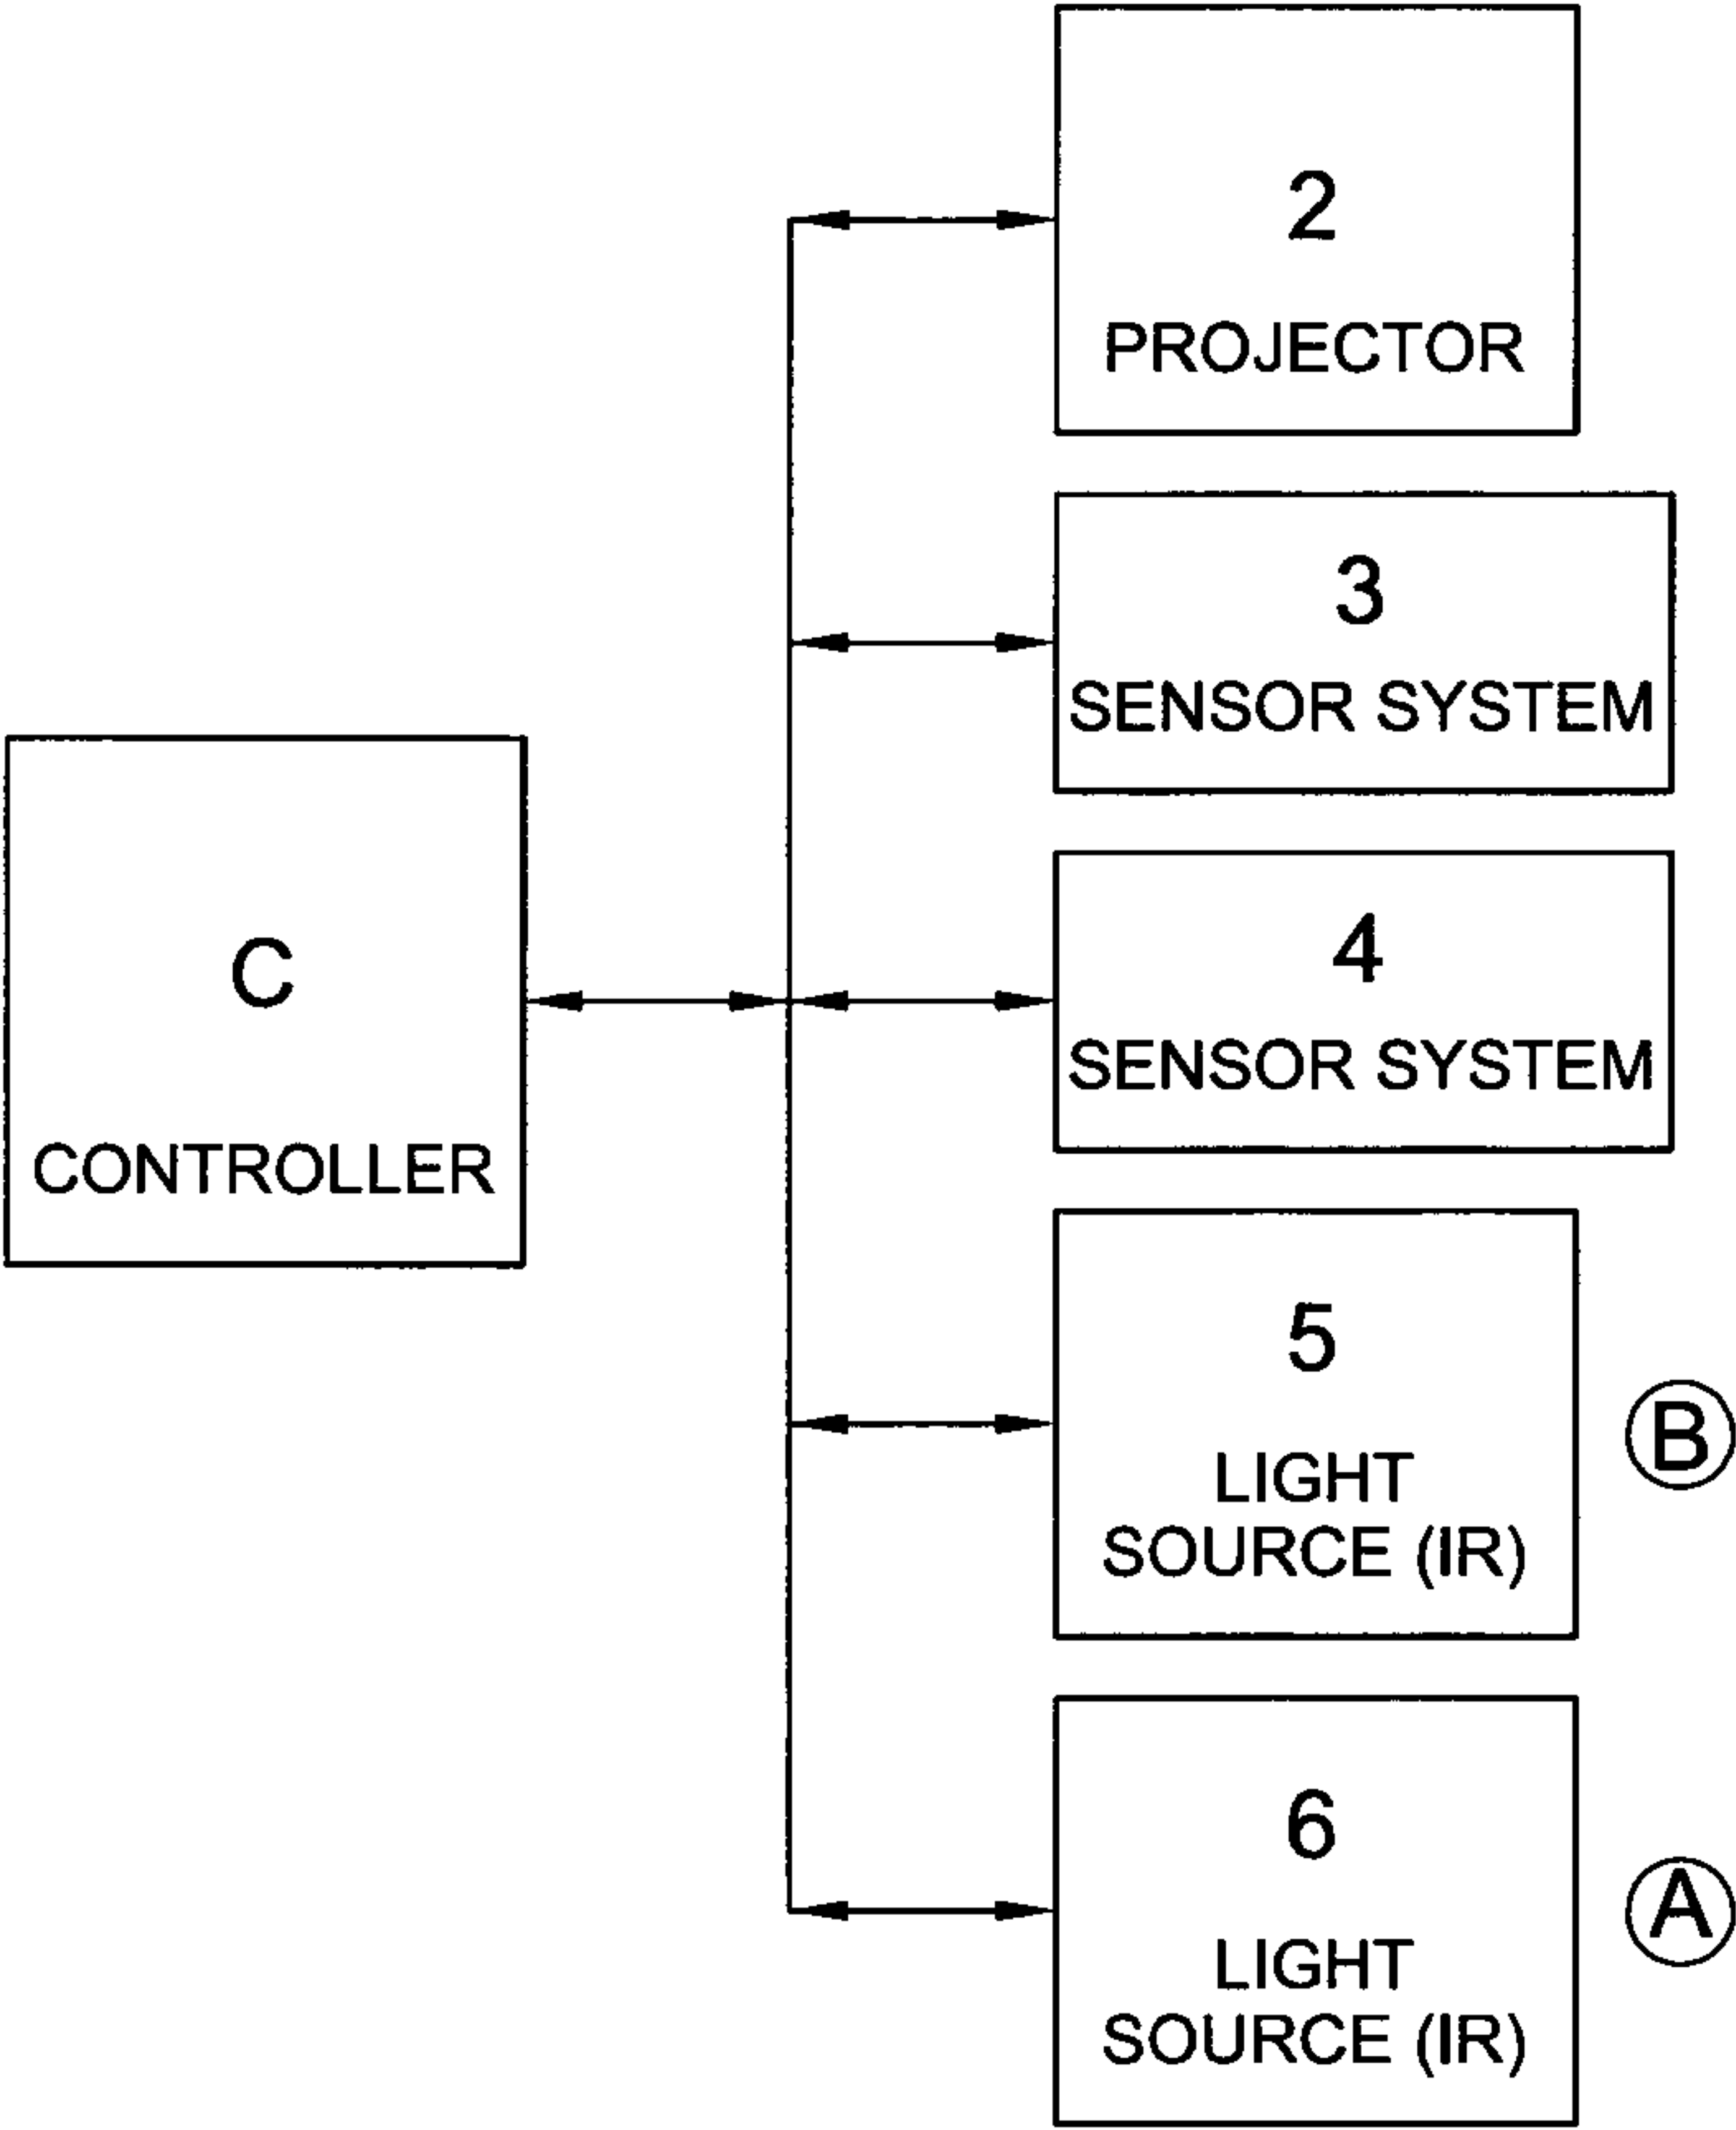 2
PROJECTOR
3
SENSOR SYSTEM
C
CONTROLLER
4
SENSOR SYSTEM
5
LIGHT
SOURCE (IR)
B
6
LIGHT
SOURCE (IR)
A